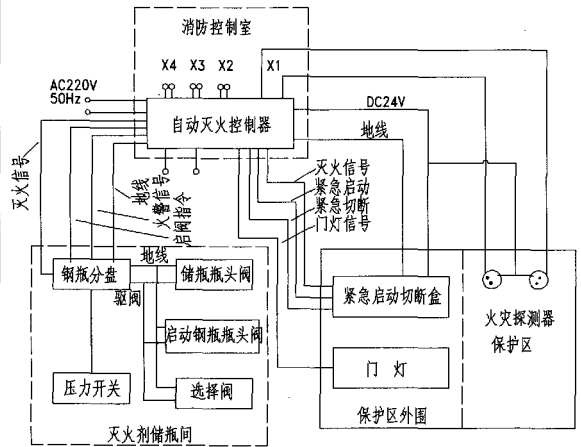 消防控制室
X4
X3
X2
X1
AC220V
50Hz
DC24V
自动灭火控制器
地线
灭火信号
地线
火警信号
启阀指令
灭火信号
紧急启动
紧急切断
门灯信号
地线
钢瓶分盘
驱阀
储瓶瓶头阀
启动钢瓶瓶头阀
选择阀
压力开关
灭火剂储瓶间
紧急启动切断盒
门 灯
保护区外围
火灾探测器
保护区